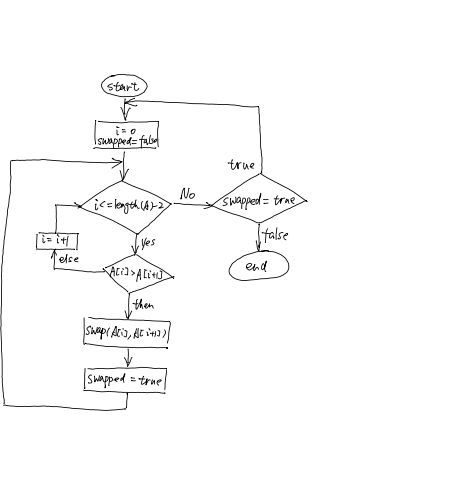 start
i = 0
swapped = false
i <= length(A)-2
No
swapped = true
true
false
end
yes
i = i+1
else
A[i] > A[i+1]
then
swap(A[i], A[i+1])
swapped = true